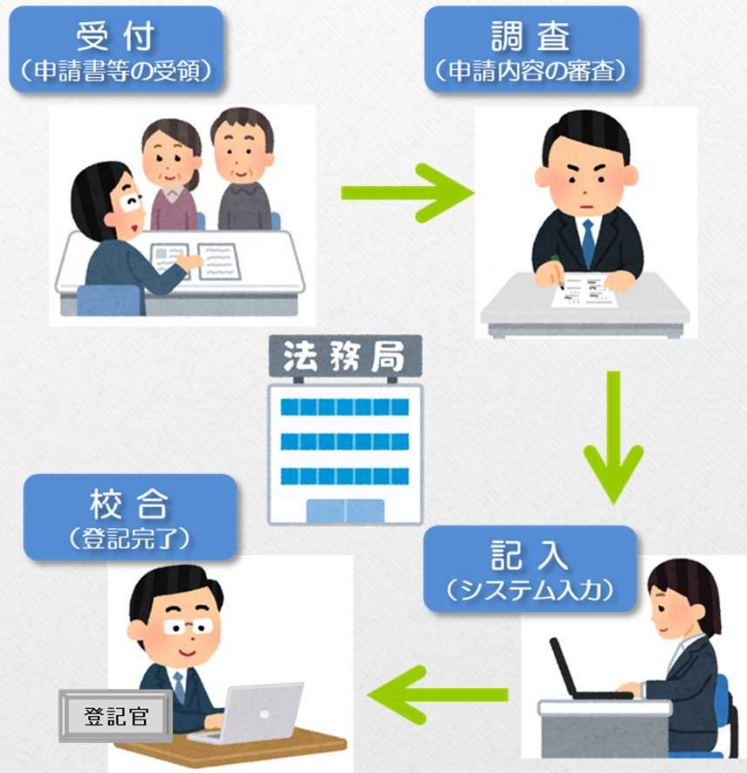 受付
（申請書等の受領）
調査
（申請内容の審査）
法務局
記入
（システム入力）
校合
（登記完了）
登記官